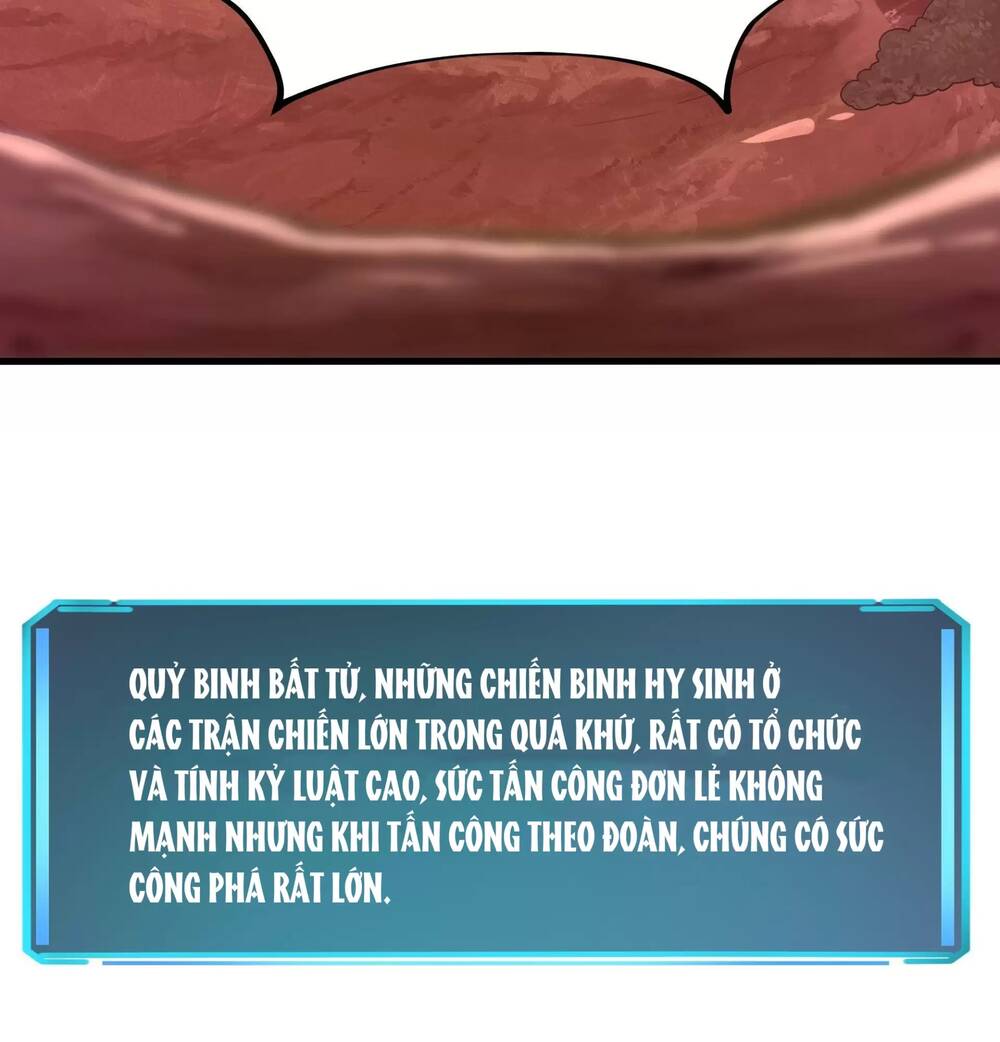 QUỶ BINH BẤT TỬ, NHỮNG CHIẾN BINH HY SINH Ở
CÁC TRẬN CHIẾN LỚN TRONG QUÁ KHỨ, RẤT CÓ TỔ CHỨC
VÀ TÍNH KỶ LUẬT CAO, SỨC TẤN CÔNG ĐƠN LẺ KHÔNG
MẠNH NHƯNG KHI TẤN CÔNG THEO ĐOÀN, CHÚNG CÓ SỨC
CÔNG PHÁ RẤT LỚN.